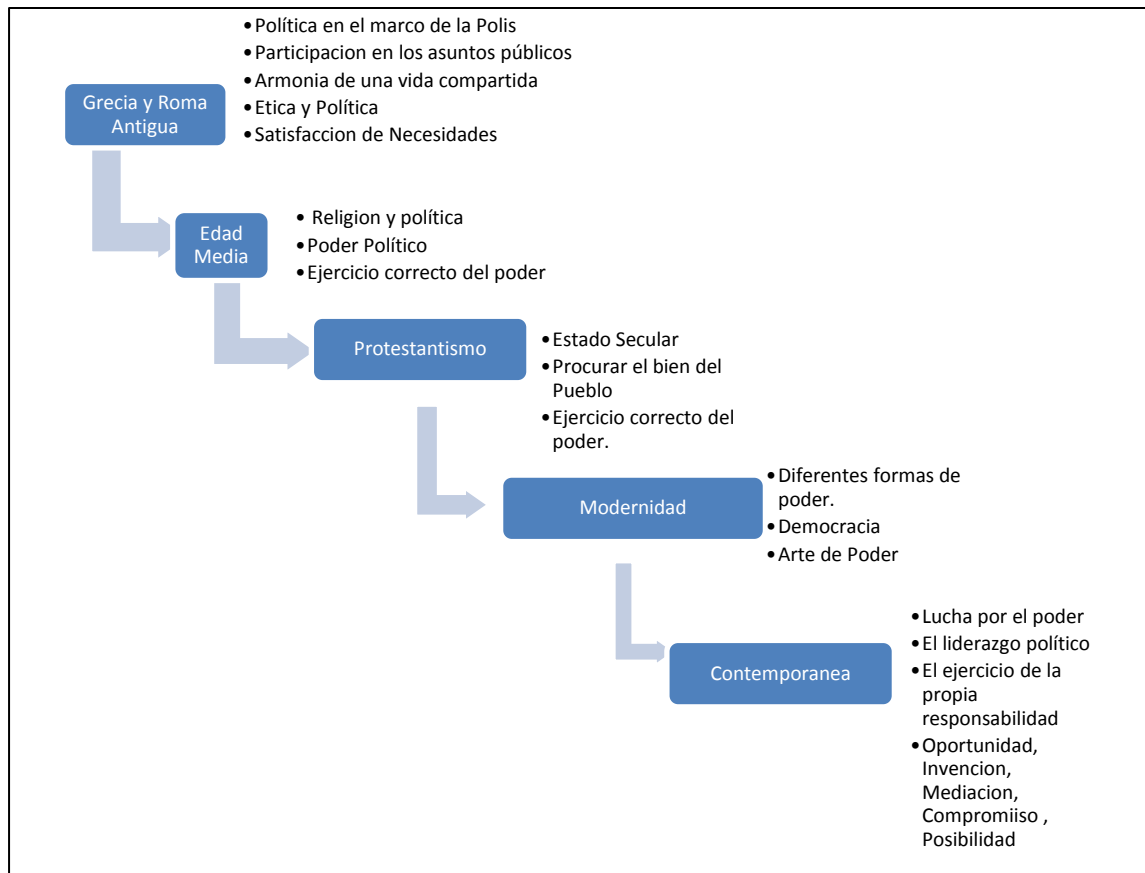 •Política en el marco de la Polis
•Participacion en los asuntos públicos
•Armonia de una vida compartida
•Etica y Política
•Satisfaccion de Necesidades
Grecia y Roma
Antigua
• Religion y política
•Poder Político
•Ejercicio correcto del poder
Edad
Media
Protestantismo
•Estado Secular
•Procurar el bien del
Pueblo
•Ejercicio correcto del
poder.
Modernidad
•Diferentes formas de
poder.
•Democracia
•Arte de Poder
Contemporanea
•Lucha por el poder
•El liderazgo político
•El ejercicio de la
propia
responsabilidad
•Oportunidad,
Invencion,
Mediacion,
Compromiiso ,
Posibilidad